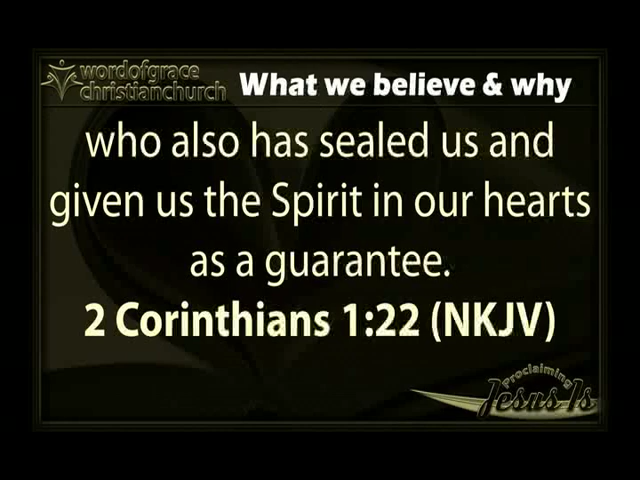 wordofgrace
christianchurch
What we believe & why
who also has sealed us and
given us the Spirit in our hearts
as a guarantee.
2 Corinthians 1:22 (NKJV)
Proclaiming
Jesus Is